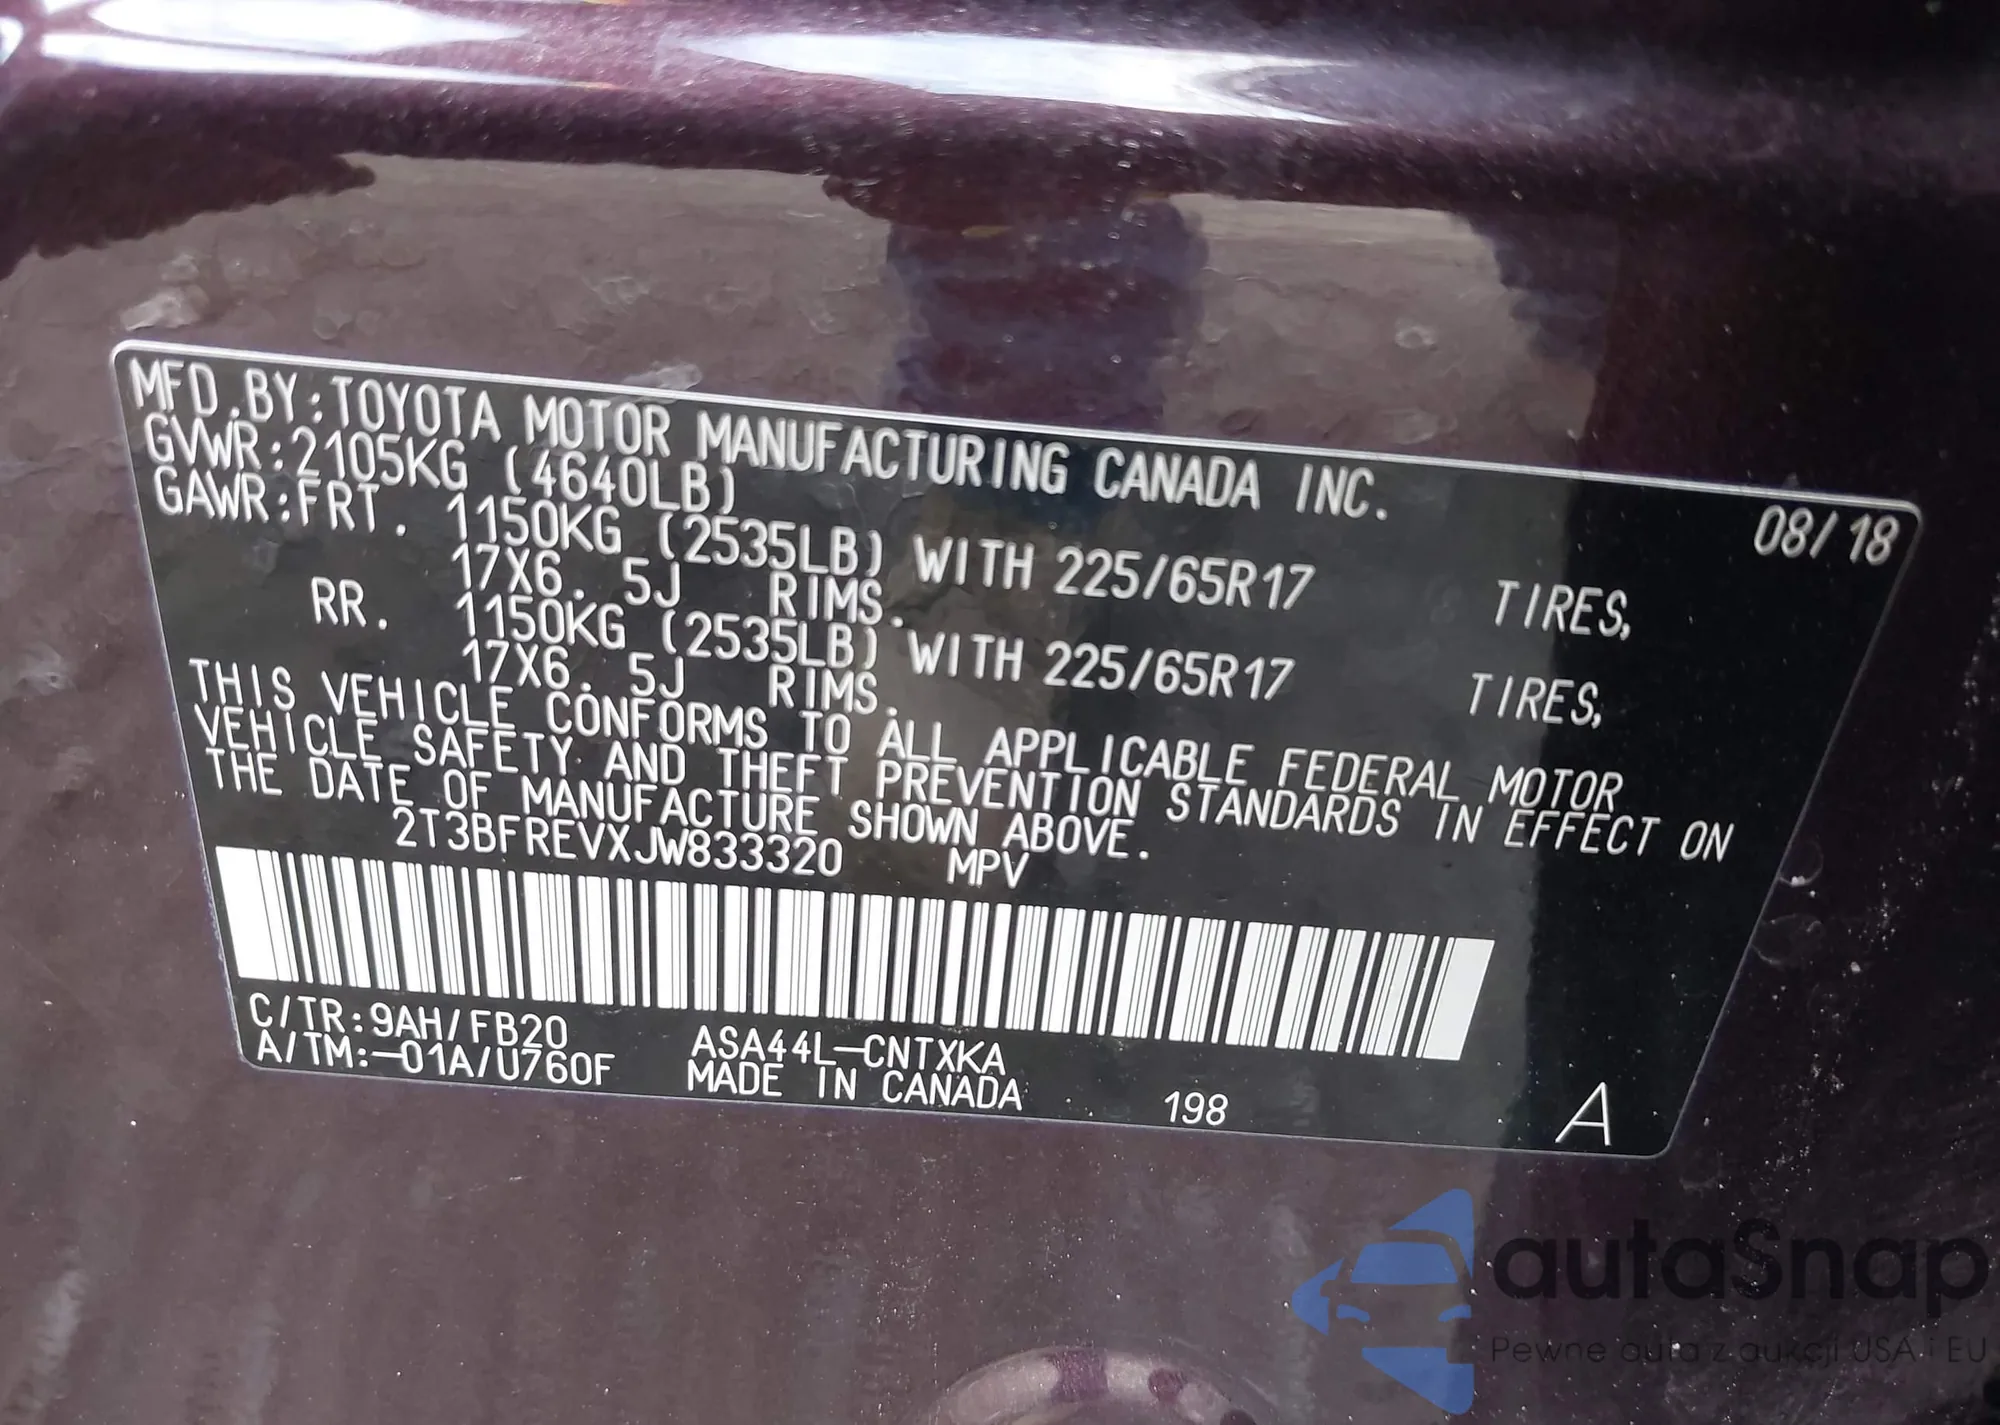 MFD.BY:TOYOTA MOTOR MANUFACTURING CANADA INC.
08/18
GVWR:2105KG (4640LB)
GAWR:FRT. 1150KG (2535LB) WITH 225/65R17 TIRES,
17X6.5J RIMS.
RR. 1150KG (2535LB) WITH 225/65R17 TIRES,
17X6.5J RIMS.
THIS VEHICLE CONFORMS TO ALL APPLICABLE FEDERAL MOTOR
VEHICLE SAFETY AND THEFT PREVENTION STANDARDS IN EFFECT ON
THE DATE OF MANUFACTURE SHOWN ABOVE.
2T3BFREVXJW833320 MPV
C/TR:9AH/FB20 ASA44L-CNTXKA
A/TM:-01A/U760F MADE IN CANADA 198 A
autaSnap
Pewne auta z aukcji USA i EU